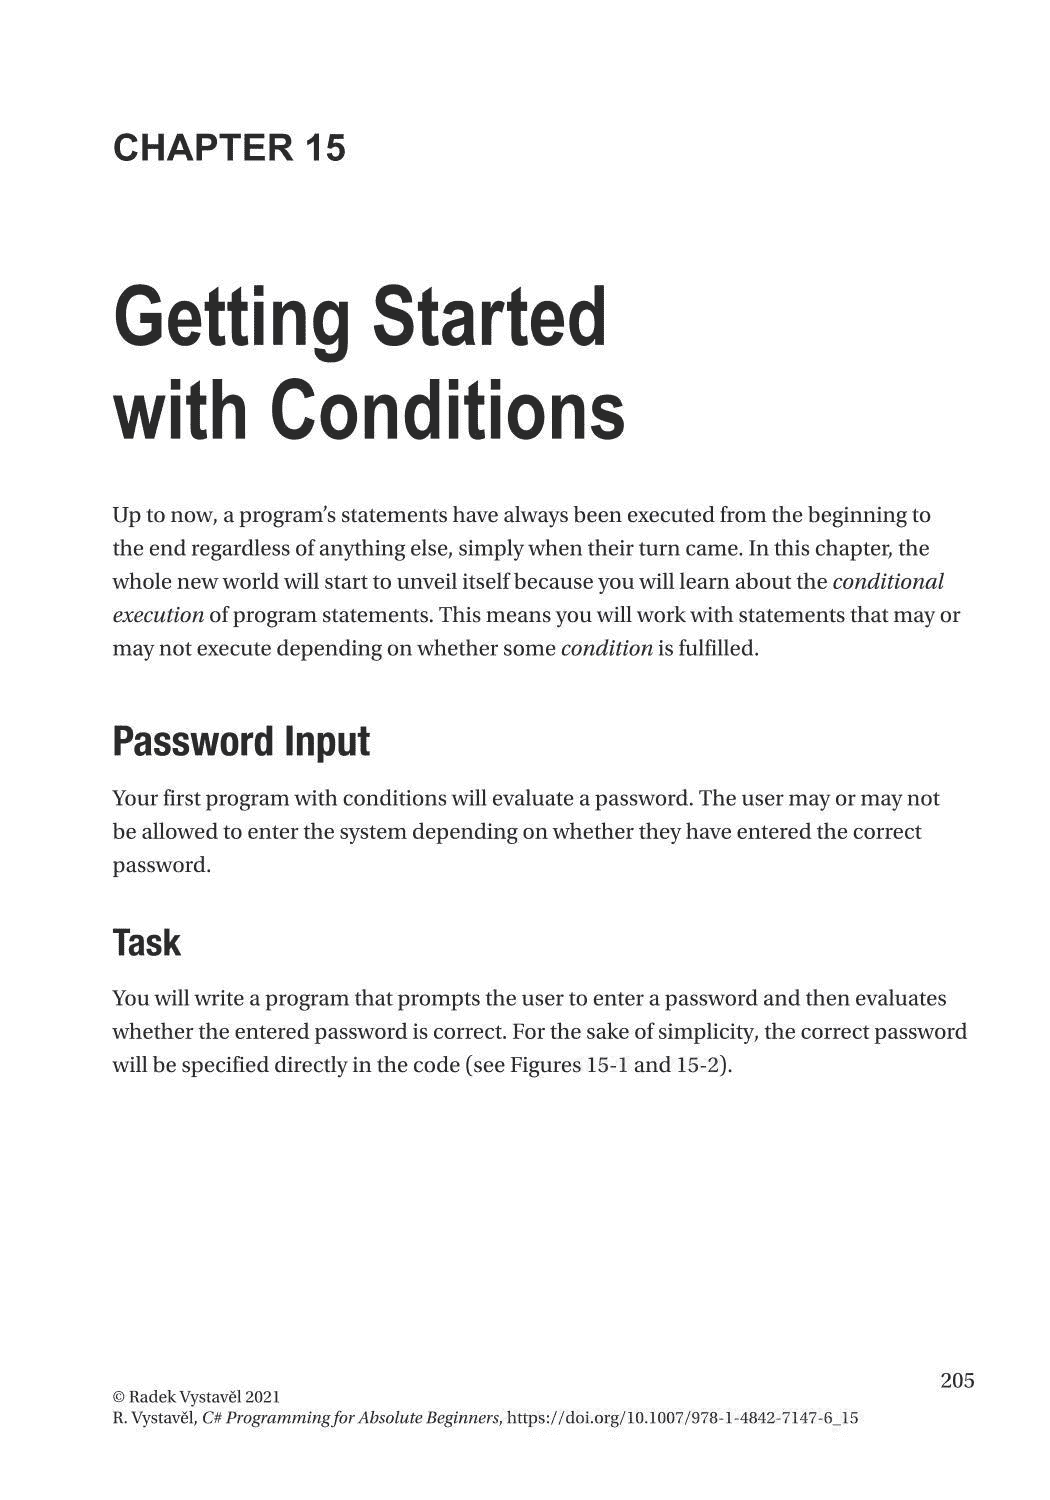 CHAPTER 15
Getting Started
with Conditions
Up to now, a program’s statements have always been executed from the beginning to
the end regardless of anything else, simply when their turn came. In this chapter, the
whole new world will start to unveil itself because you will learn about the conditional
execution of program statements. This means you will work with statements that may or
may not execute depending on whether some condition is fulfilled.
Password Input
Your first program with conditions will evaluate a password. The user may or may not
be allowed to enter the system depending on whether they have entered the correct
password.
Task
You will write a program that prompts the user to enter a password and then evaluates
whether the entered password is correct. For the sake of simplicity, the correct password
will be specified directly in the code (see Figures 15-1 and 15-2).
205
© Radek Vystavěl 2021
R. Vystavěl, C# Programming for Absolute Beginners, https://doi.org/10.1007/978-1-4842-7147-6_15